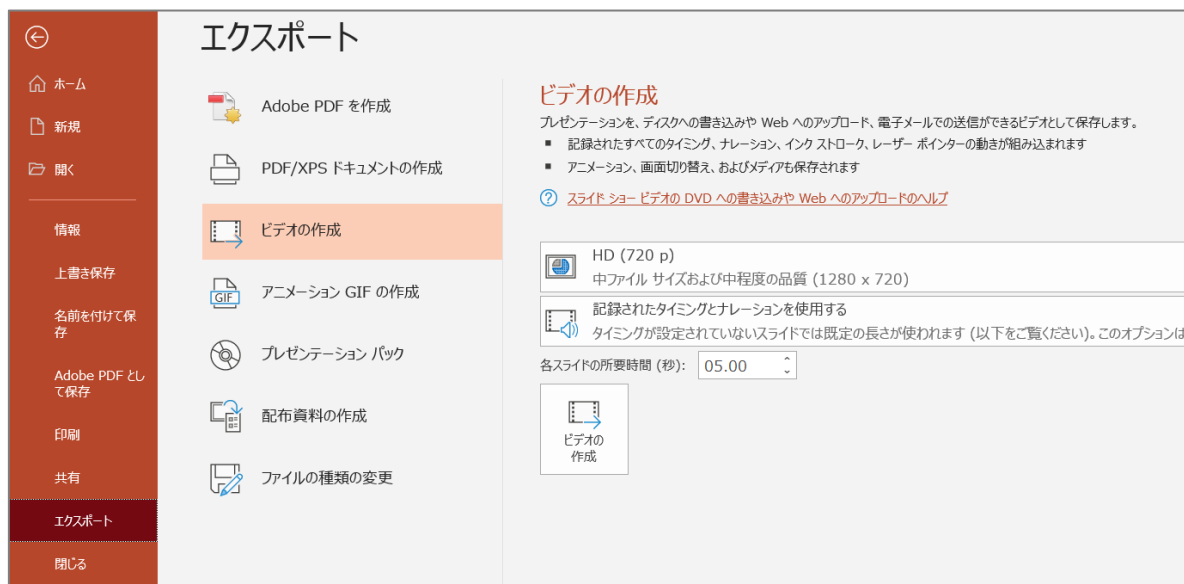 エクスポート
ホーム
新規
開く
情報
上書き保存
名前を付けて保
存
Adobe PDF とし
て保存
印刷
共有
エクスポート
閉じる
Adobe PDF を作成
PDF/XPS ドキュメントの作成
ビデオの作成
アニメーション GIF の作成
GIF
プレゼンテーション パック
配布資料の作成
ファイルの種類の変更
ビデオの作成
プレゼンテーションを、ディスクへの書き込みや Web へのアップロード、電子メールでの送信ができるビデオとして保存します。
■ 記録されたすべてのタイミング、ナレーション、インク ストローク、レーザー ポインターの動きが組み込まれます
■ アニメーション、画面切り替え、およびメディアも保存されます
? スライド ショー ビデオの DVD への書き込みや Web へのアップロードのヘルプ
HD (720 p)
中ファイル サイズおよび中程度の品質 (1280 x 720)
記録されたタイミングとナレーションを使用する
タイミングが設定されていないスライドでは既定の長さが使われます (以下をご覧ください)。このオプションは
各スライドの所要時間 (秒): 05.00
ビデオの
作成